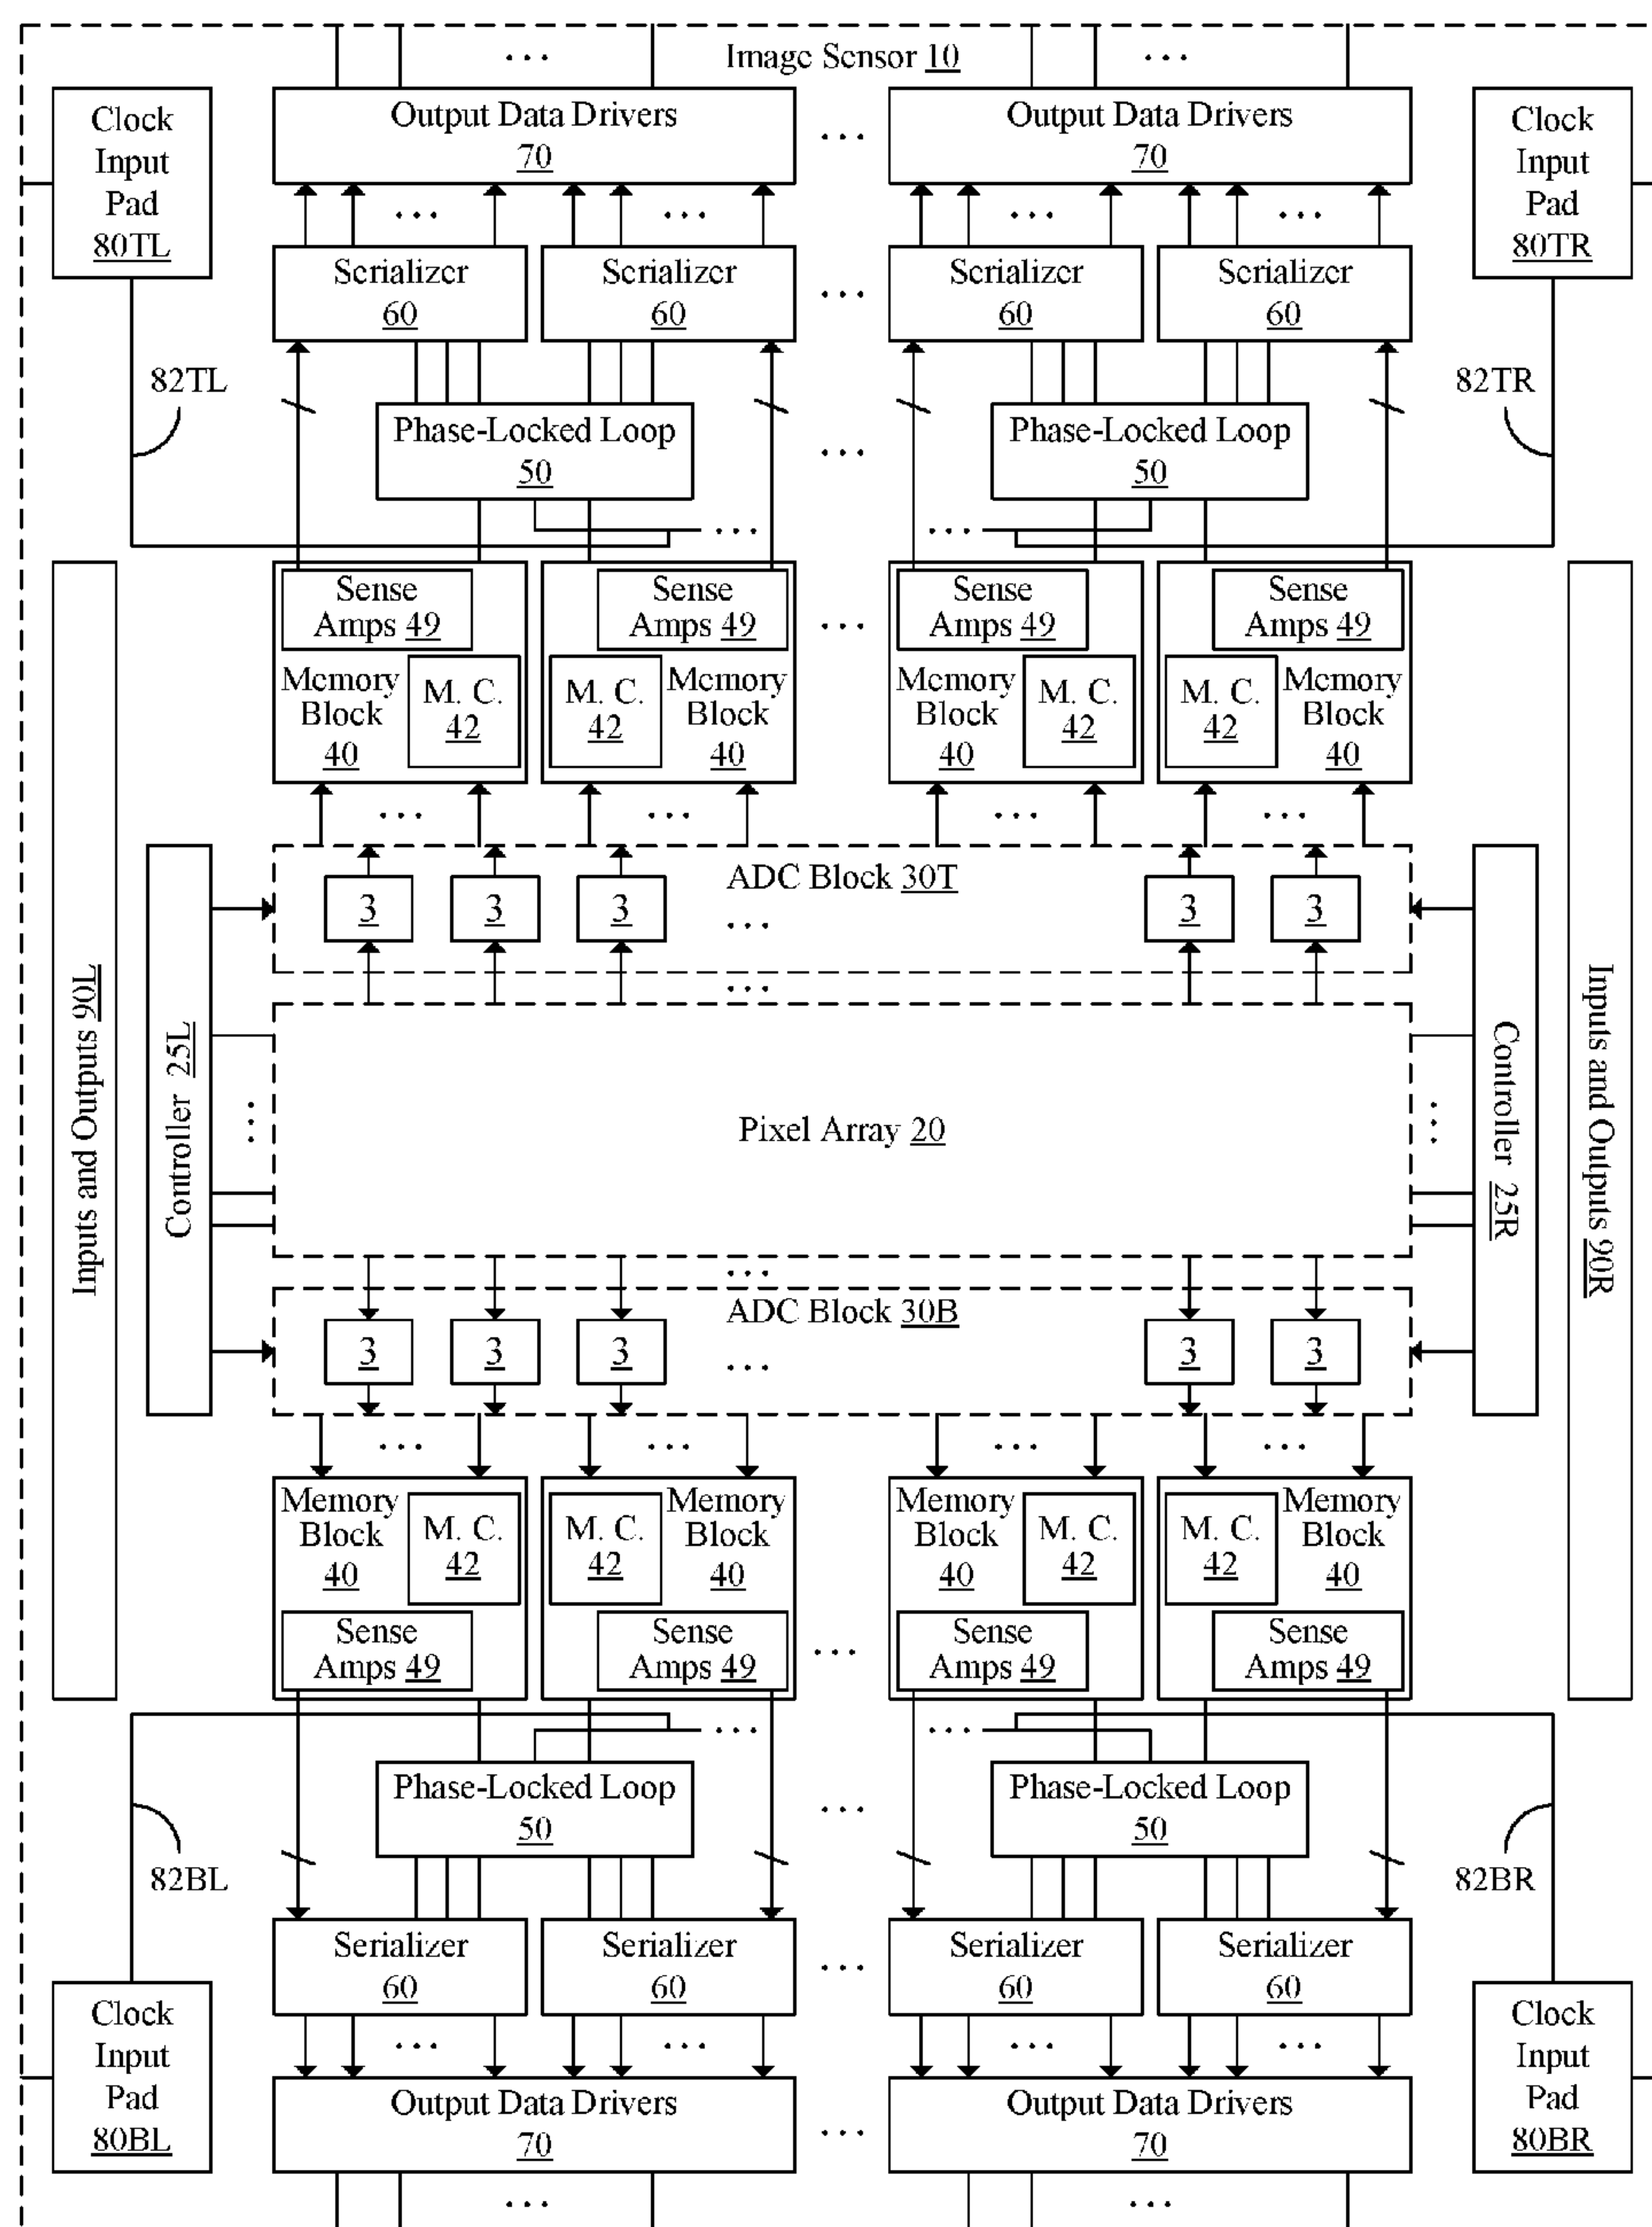 Image Sensor 10
Clock
Input
Pad
80TL
Output Data Drivers
70
...
Output Data Drivers
70
Clock
Input
Pad
80TR
Serializer
60
Serializer
60
...
Serializer
60
Serializer
60
82TL
82TR
Phase-Locked Loop
50
...
Phase-Locked Loop
50
Sense
Amps 49
Memory
Block
40
M. C.
42
Sense
Amps 49
M. C.
42
Memory
Block
40
...
Sense
Amps 49
Memory
Block
40
M. C.
42
Sense
Amps 49
M. C.
42
Memory
Block
40
Inputs and Outputs 90L
Controller 25L
ADC Block 30T
3
3
3
...
3
3
Pixel Array 20
Controller 25R
Inputs and Outputs 90R
ADC Block 30B
3
3
3
...
3
3
Memory
Block
40
M. C.
42
Sense
Amps 49
M. C.
42
Memory
Block
40
Sense
Amps 49
...
Memory
Block
40
M. C.
42
Sense
Amps 49
M. C.
42
Memory
Block
40
Sense
Amps 49
Phase-Locked Loop
50
...
Phase-Locked Loop
50
82BL
82BR
Serializer
60
Serializer
60
...
Serializer
60
Serializer
60
Clock
Input
Pad
80BL
Output Data Drivers
70
...
Output Data Drivers
70
Clock
Input
Pad
80BR